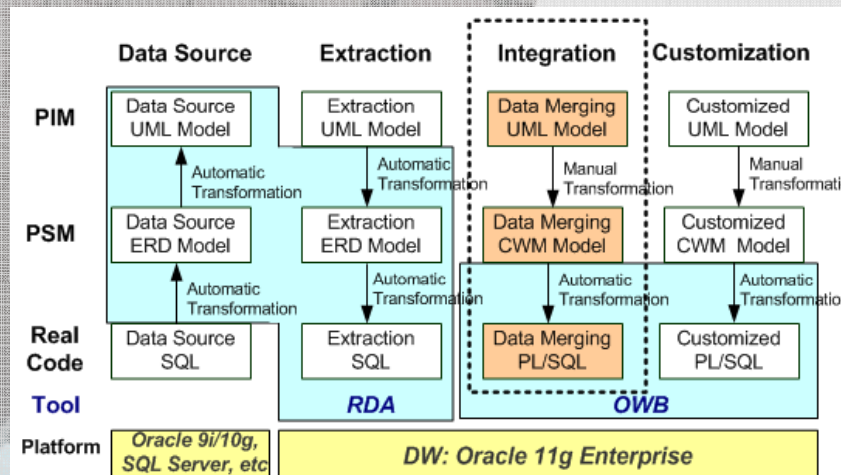 Data Source Extraction Integration Customization
PIM
Data Source
UML Model
Extraction
UML Model
Data Merging
UML Model
Customized
UML Model
Automatic
Transformation
Automatic
Transformation
Manual
Transformation
Manual
Transformati
PSM
Data Source
ERD Model
Extraction
ERD Model
Data Merging
CWM Model
Customized
CWM Model
Automatic
Transformation
Automatic
Transformation
Automatic
Transformation
Automatic
Transformatio
Real
Code
Data Source
SQL
Extraction
SQL
Data Merging
PL/SQL
Customized
PL/SQL
Tool RDA OWB
Platform
Oracle 9i/10g,
SQL Server, etc
DW: Oracle 11g Enterprise